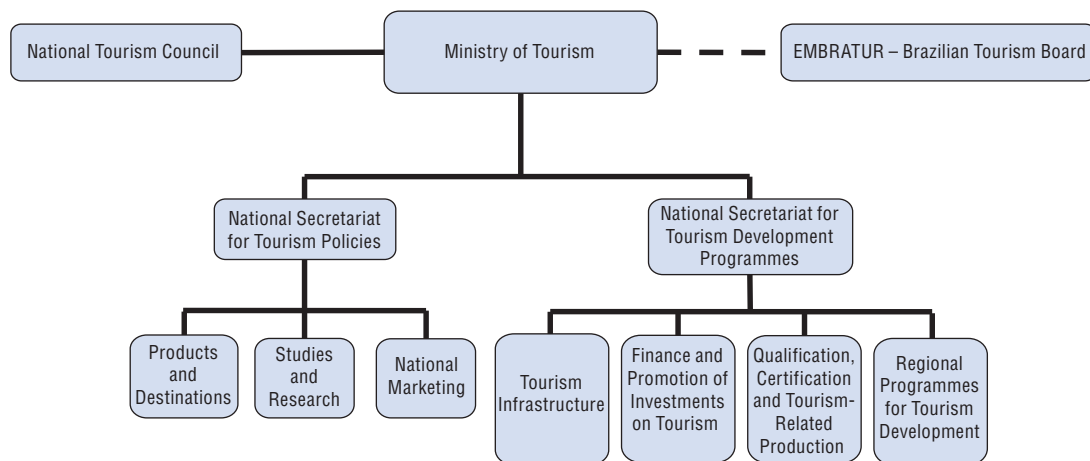 National Tourism Council
Ministry of Tourism
EMBRATUR – Brazilian Tourism Board
National Secretariat
for Tourism Policies
National Secretariat for
Tourism Development
Programmes
Products
and
Destinations
Studies
and
Research
National
Marketing
Tourism
Infrastructure
Finance and
Promotion of
Investments
on Tourism
Qualification,
Certification
and Tourism-
Related
Production
Regional
Programmes
for Tourism
Development